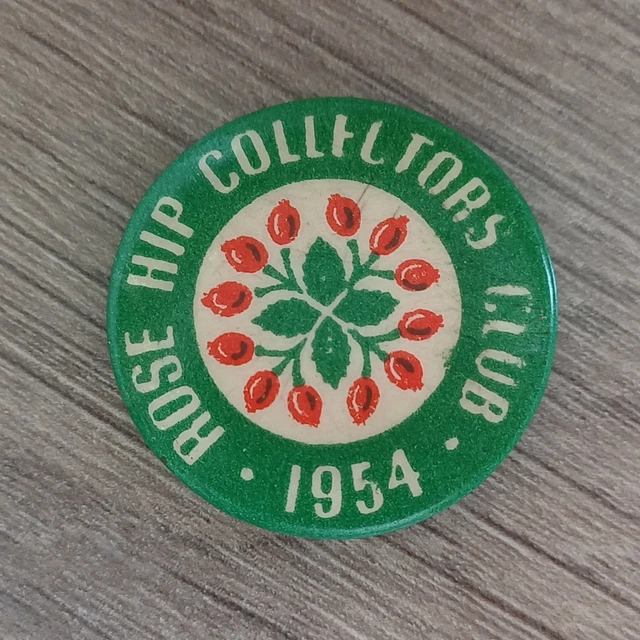 ROSE HIP COLLECTORS CLUB
• 1954 •